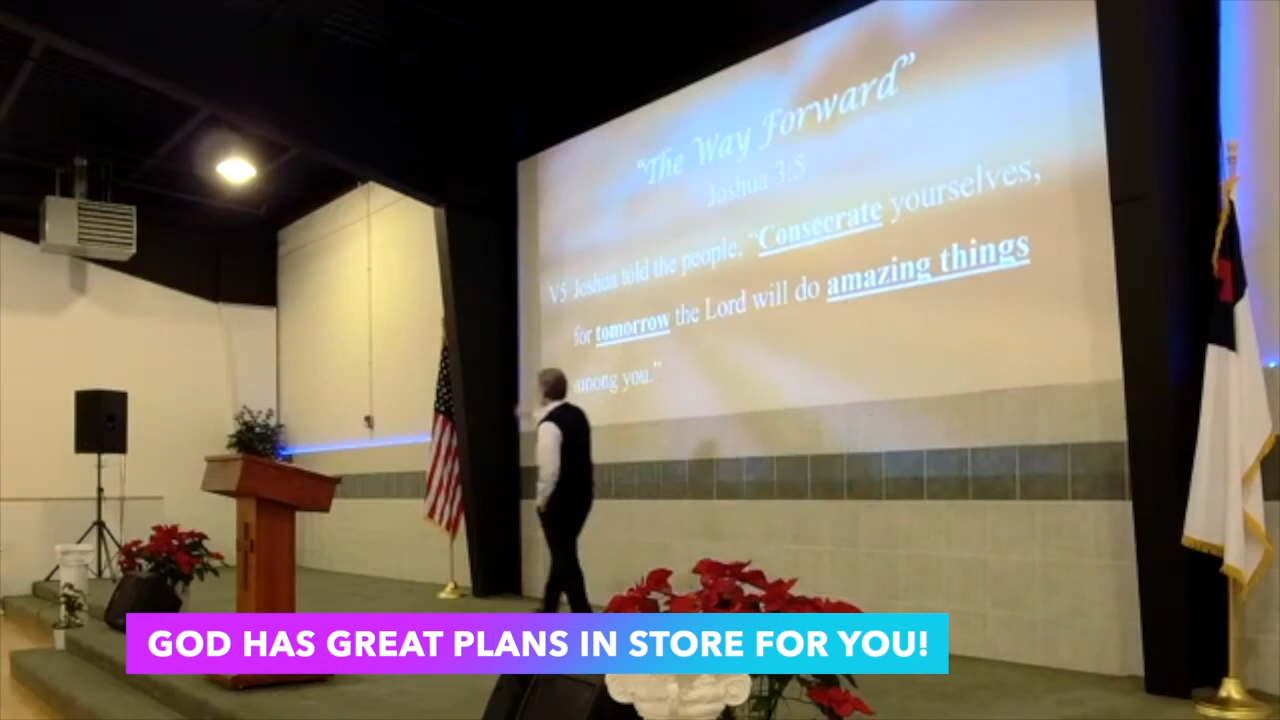 “The Way Forward”
Joshua 3:5
V5 Joshua told the people, “Consecrate yourselves,
for tomorrow the Lord will do amazing things
among you.”
GOD HAS GREAT PLANS IN STORE FOR YOU!